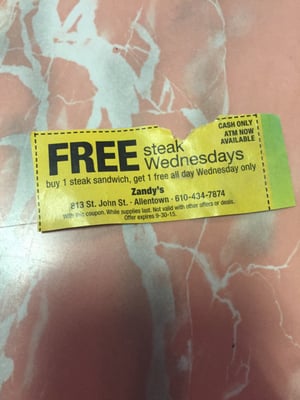 FREE steak Wednesdays
CASH ONLY
ATM NOW
AVAILABLE
buy 1 steak sandwich, get 1 free all day Wednesday only
Zandy's
813 St. John St. · Allentown · 610-434-7874
With this coupon. While supplies last. Not valid with other offers or deals.
Offer expires 9-30-15.